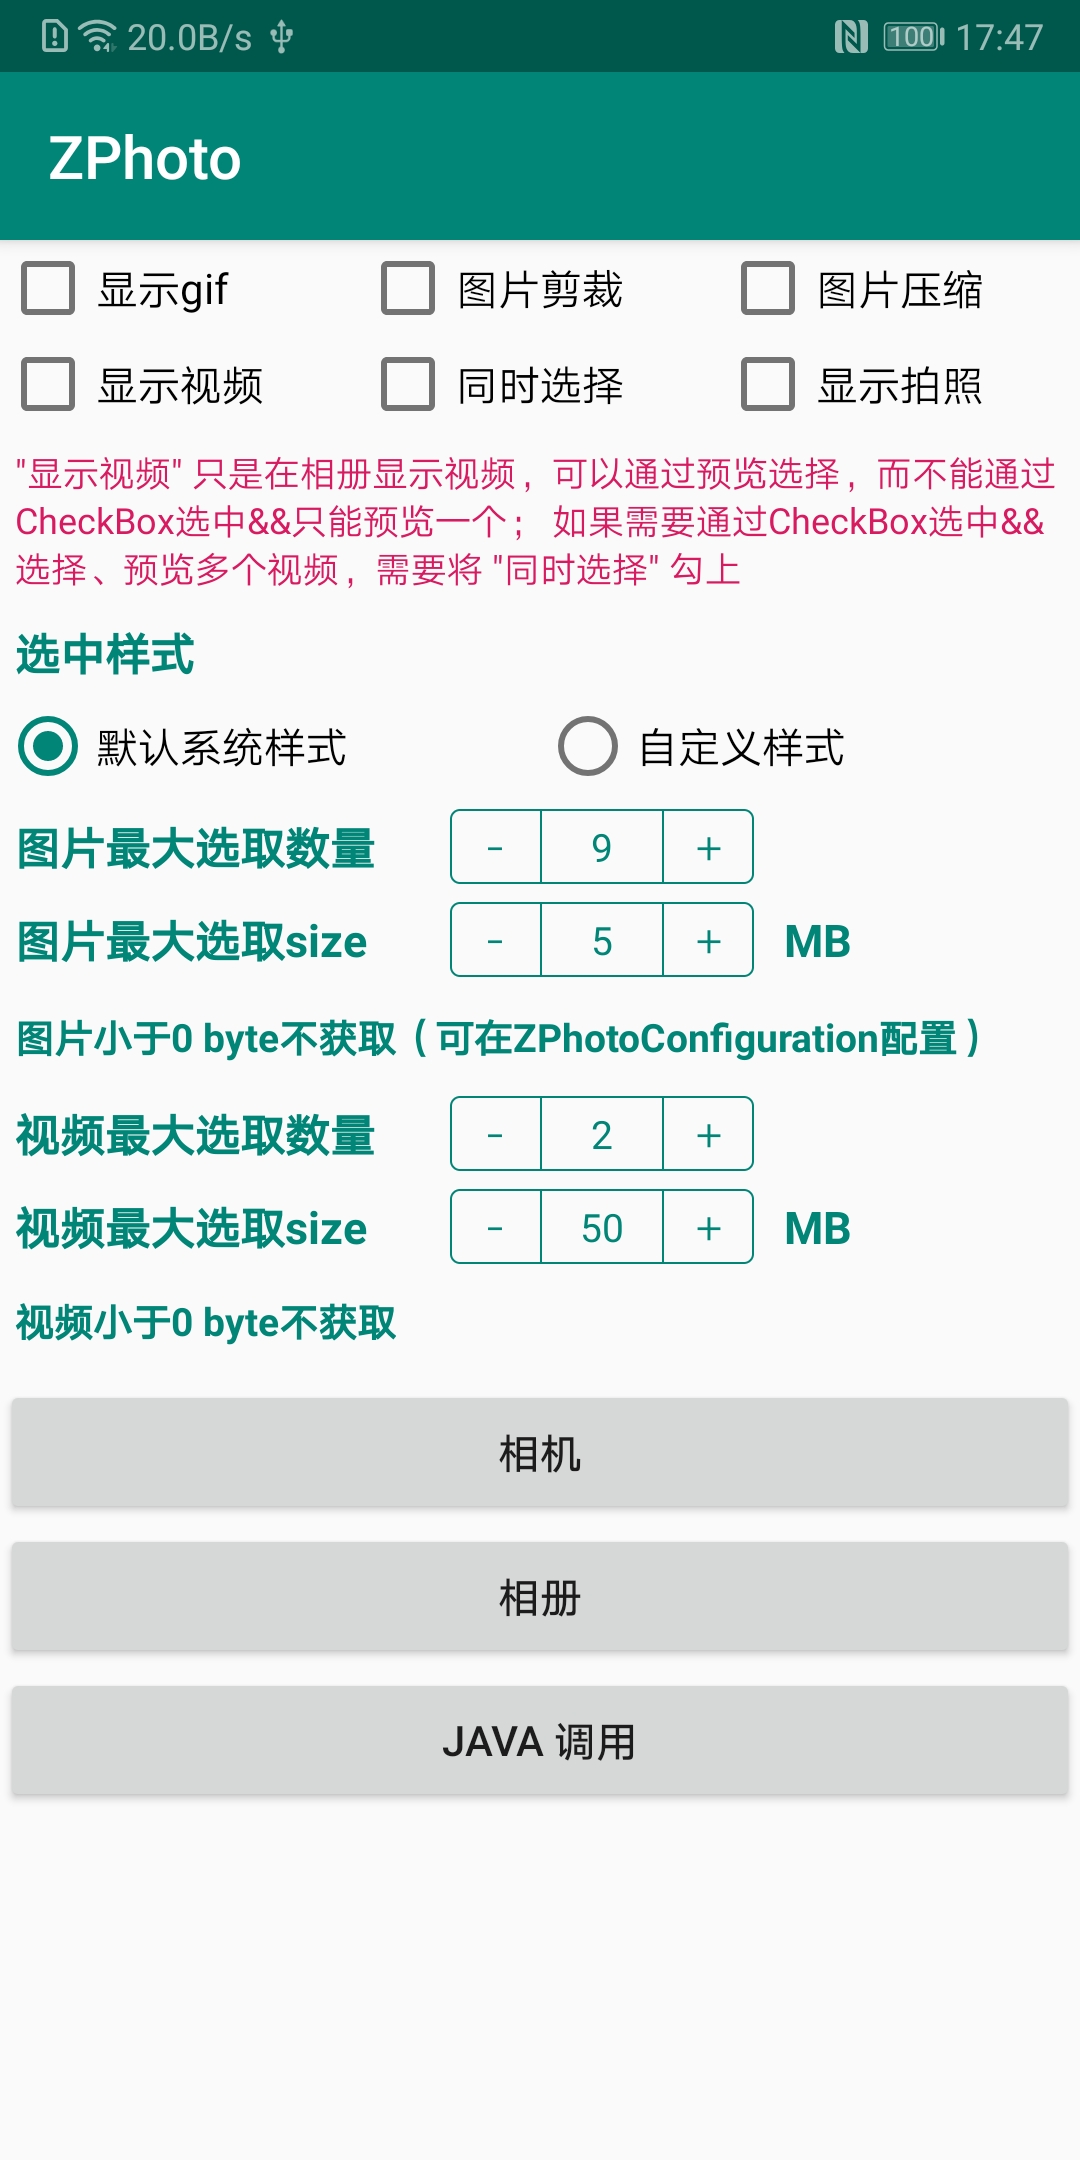 20.0B/s 100 17:47
ZPhoto
显示gif 图片剪裁 图片压缩
显示视频 同时选择 显示拍照
"显示视频" 只是在相册显示视频，可以通过预览选择，而不能通过
CheckBox选中&&只能预览一个； 如果需要通过CheckBox选中&&
选择、预览多个视频，需要将 "同时选择" 勾上
选中样式
默认系统样式 自定义样式
图片最大选取数量 - 9 +
图片最大选取size - 5 + MB
图片小于0 byte不获取（可在ZPhotoConfiguration配置）
视频最大选取数量 - 2 +
视频最大选取size - 50 + MB
视频小于0 byte不获取
相机
相册
JAVA 调用